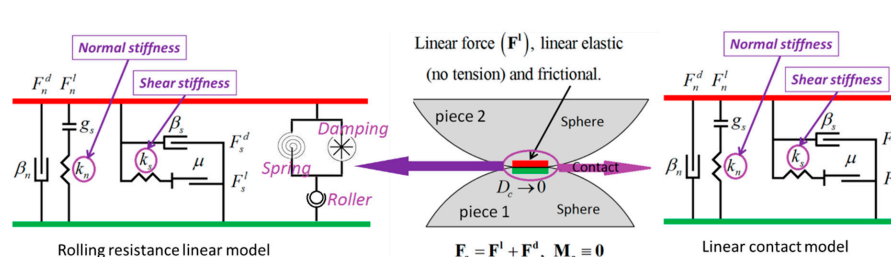 Normal stiffness
F_n^d F_n^l
Shear stiffness
g_s
β_s
F_s^d
β_n
k_n
k_s
μ
F_s^l
Damping
Spring
Roller
Rolling resistance linear model
Linear force (F^l), linear elastic
(no tension) and frictional.
piece 2
Sphere
Contact
D_c → 0
piece 1
Sphere
F_c = F^l + F^d, M_c ≡ 0
Normal stiffness
F_n^d F_n^l
Shear stiffness
g_s
β_s
F
β_n
k_n
k_s
μ
F
Linear contact model